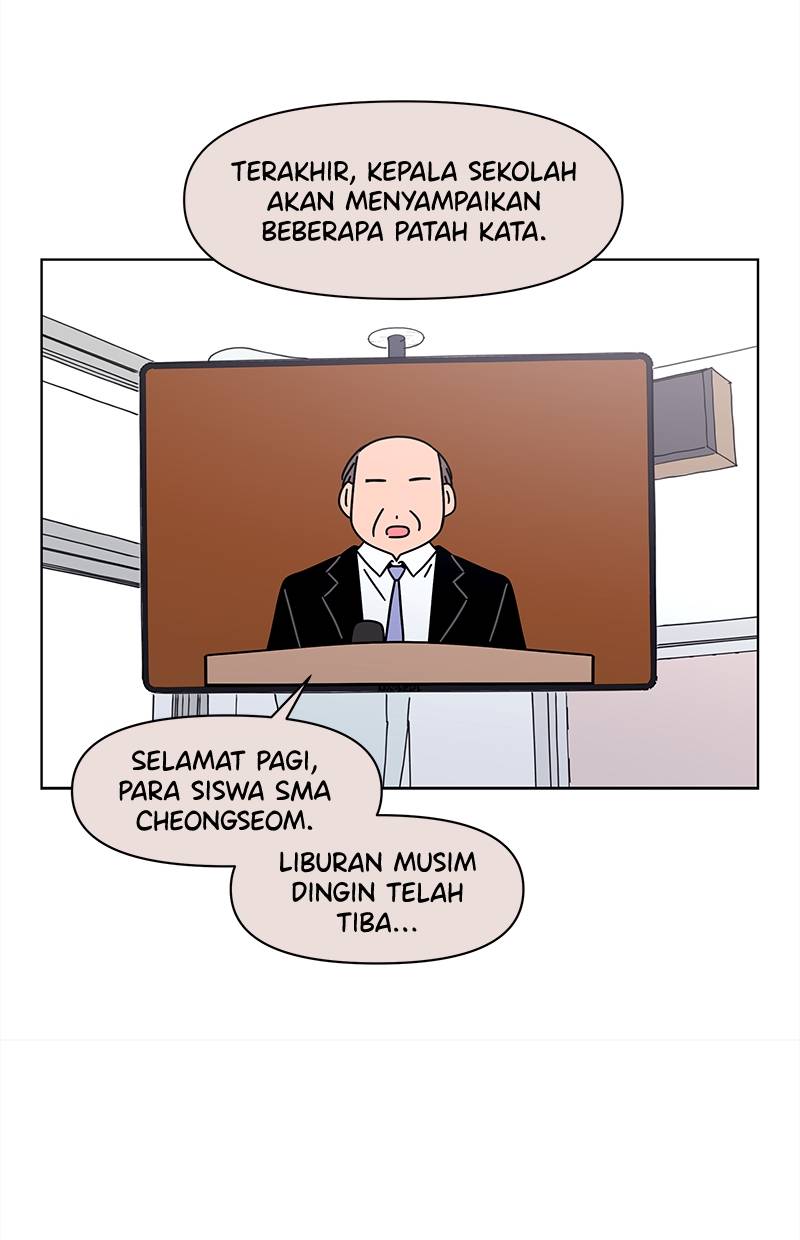 TERAKHIR, KEPALA SEKOLAH
AKAN MENYAMPAIKAN
BEBERAPA PATAH KATA.
SELAMAT PAGI,
PARA SISWA SMA
CHEONGSEOM.
LIBURAN MUSIM
DINGIN TELAH
TIBA...